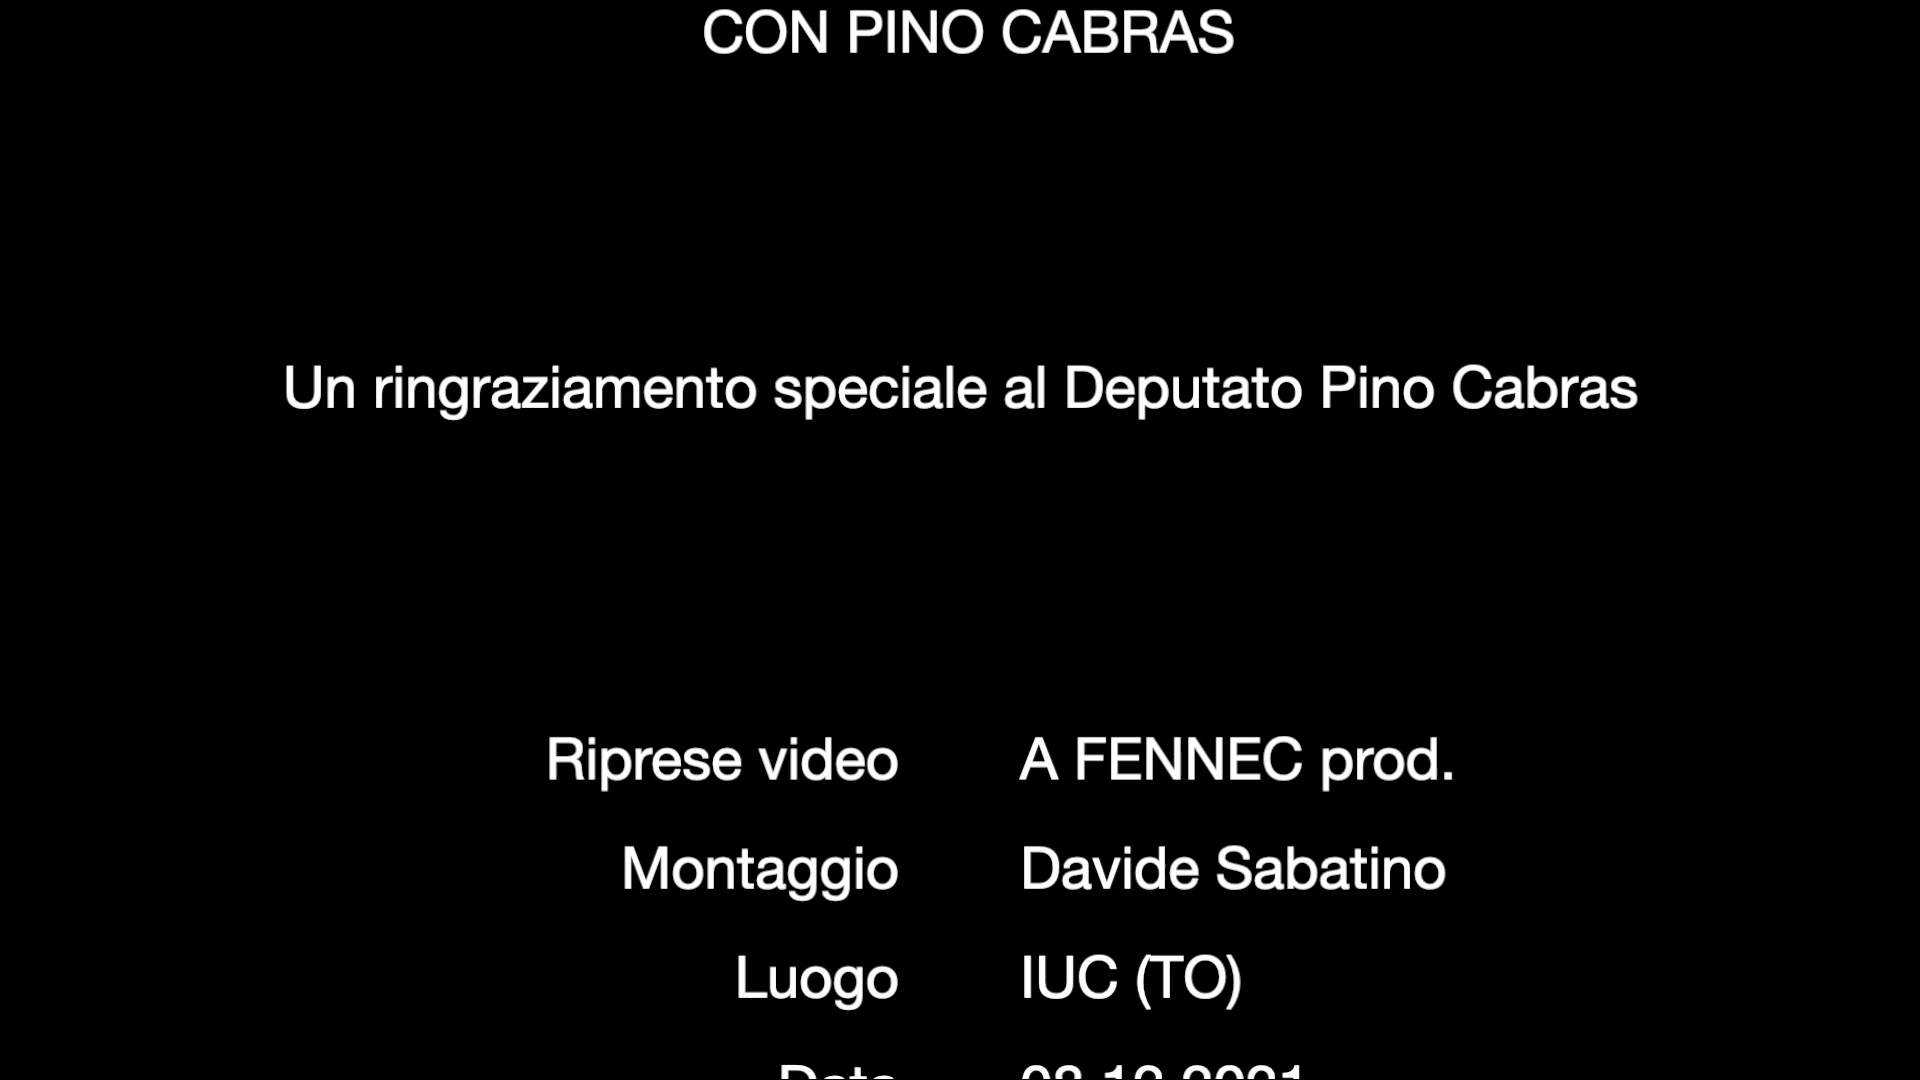 CON PINO CABRAS
Un ringraziamento speciale al Deputato Pino Cabras
Riprese video A FENNEC prod.
Montaggio Davide Sabatino
Luogo IUC (TO)
Data